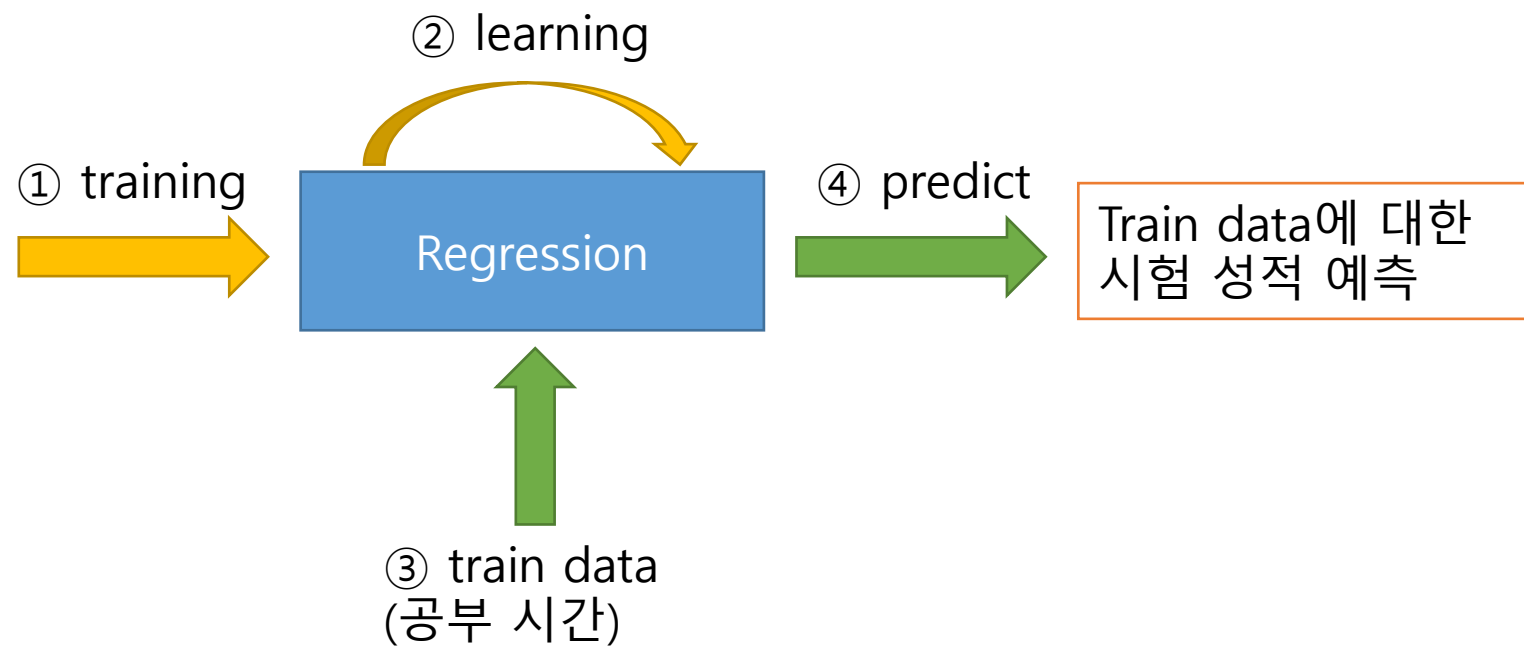 ② learning
① training
Regression
④ predict
Train data에 대한
시험 성적 예측
③ train data
(공부 시간)